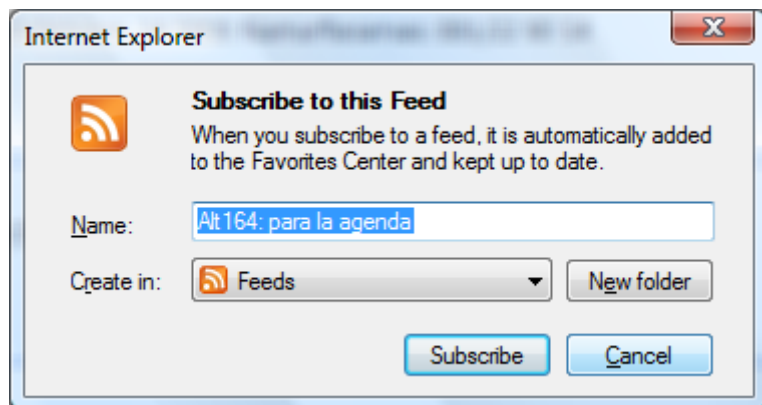 Internet Explorer
Subscribe to this Feed
When you subscribe to a feed, it is automatically added
to the Favorites Center and kept up to date.
Name: Alt164: para la agenda
Create in: Feeds New folder
Subscribe Cancel